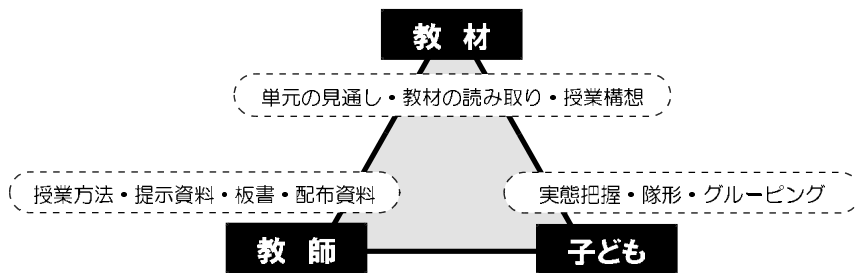 教材
単元の見通し・教材の読み取り・授業構想
授業方法・提示資料・板書・配布資料
実態把握・隊形・グルーピング
教師
子ども